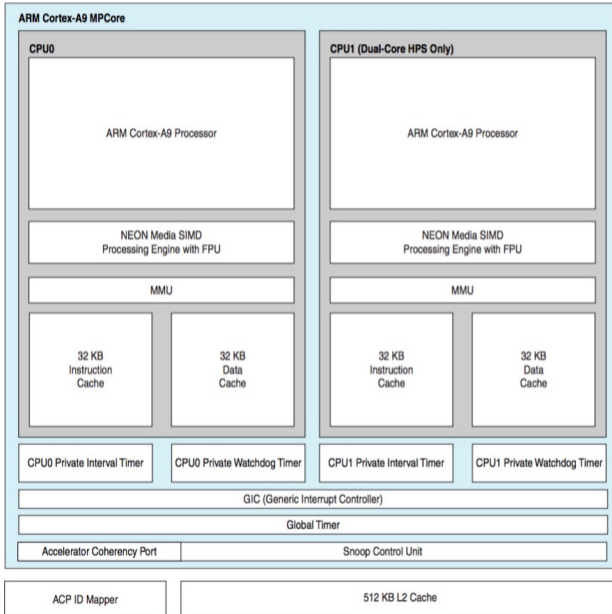 ARM Cortex-A9 MPCore
CPU0
ARM Cortex-A9 Processor
NEON Media SIMD
Processing Engine with FPU
MMU
32 KB
Instruction
Cache
32 KB
Data
Cache
CPU1 (Dual-Core HPS Only)
ARM Cortex-A9 Processor
NEON Media SIMD
Processing Engine with FPU
MMU
32 KB
Instruction
Cache
32 KB
Data
Cache
CPU0 Private Interval Timer
CPU0 Private Watchdog Timer
CPU1 Private Interval Timer
CPU1 Private Watchdog Timer
GIC (Generic Interrupt Controller)
Global Timer
Accelerator Coherency Port
Snoop Control Unit
ACP ID Mapper
512 KB L2 Cache